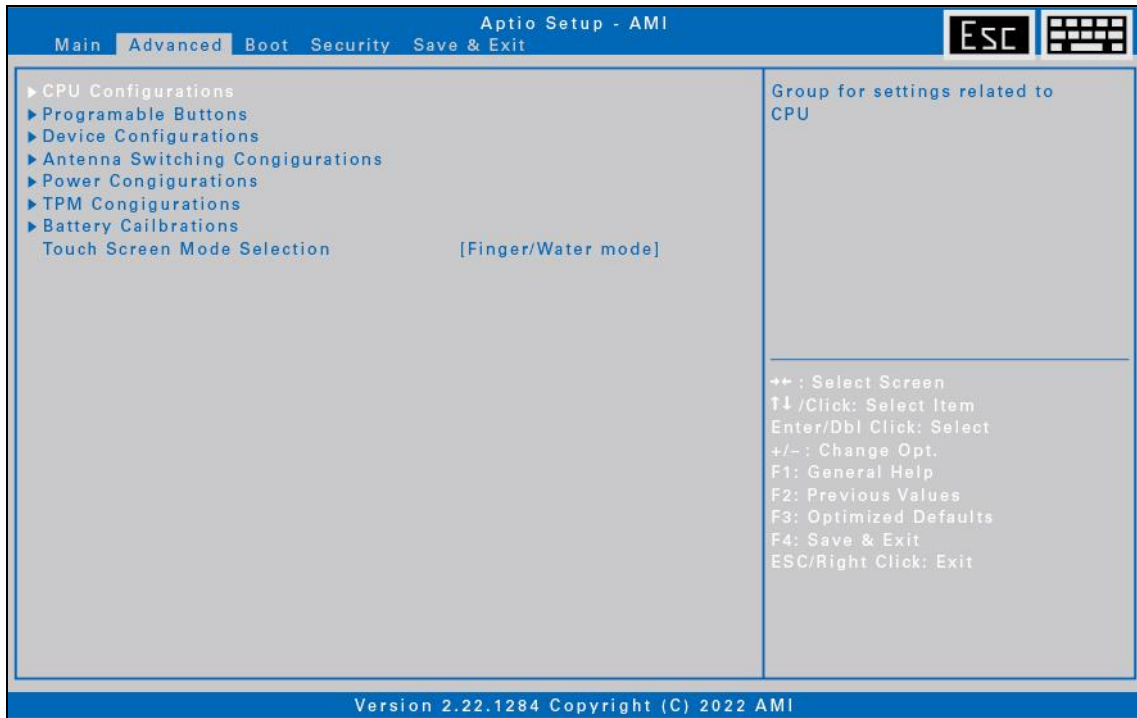 Aptio Setup - AMI
Main Advanced Boot Security Save & Exit
Esc
▶CPU Configurations
▶Programable Buttons
▶Device Configurations
▶Antenna Switching Congigurations
▶Power Congigurations
▶TPM Congigurations
▶Battery Cailbrations
Touch Screen Mode Selection [Finger/Water mode]
Group for settings related to
CPU
→← : Select Screen
↑↓ /Click: Select Item
Enter/Dbl Click: Select
+/− : Change Opt.
F1: General Help
F2: Previous Values
F3: Optimized Defaults
F4: Save & Exit
ESC/Right Click: Exit
Version 2.22.1284 Copyright (C) 2022 AMI